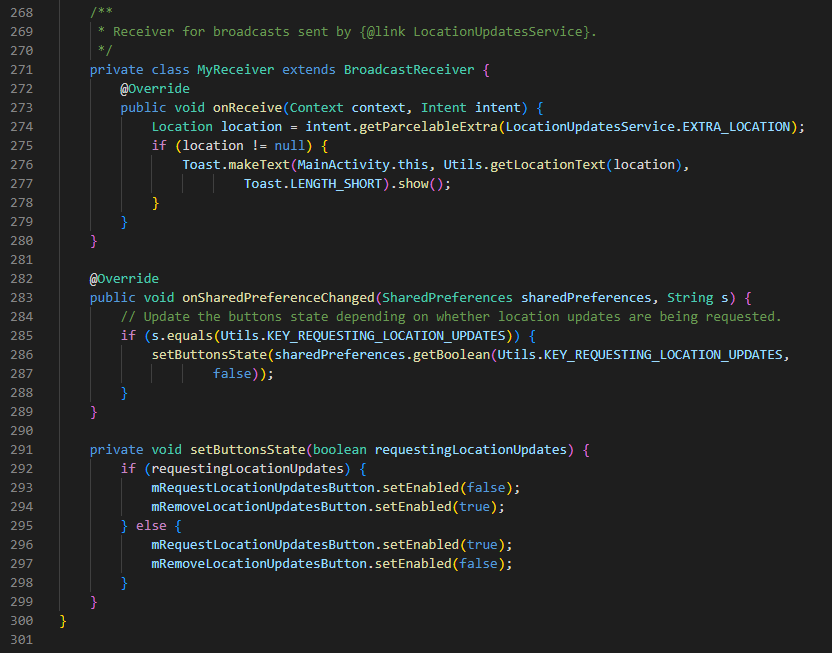 268 /**
269 * Receiver for broadcasts sent by {@link LocationUpdatesService}.
270 */
271 private class MyReceiver extends BroadcastReceiver {
272 @Override
273 public void onReceive(Context context, Intent intent) {
274 Location location = intent.getParcelableExtra(LocationUpdatesService.EXTRA_LOCATION);
275 if (location != null) {
276 Toast.makeText(MainActivity.this, Utils.getLocationText(location),
277 Toast.LENGTH_SHORT).show();
278 }
279 }
280 }
281
282 @Override
283 public void onSharedPreferenceChanged(SharedPreferences sharedPreferences, String s) {
284 // Update the buttons state depending on whether location updates are being requested.
285 if (s.equals(Utils.KEY_REQUESTING_LOCATION_UPDATES)) {
286 setButtonsState(sharedPreferences.getBoolean(Utils.KEY_REQUESTING_LOCATION_UPDATES,
287 false));
288 }
289 }
290
291 private void setButtonsState(boolean requestingLocationUpdates) {
292 if (requestingLocationUpdates) {
293 mRequestLocationUpdatesButton.setEnabled(false);
294 mRemoveLocationUpdatesButton.setEnabled(true);
295 } else {
296 mRequestLocationUpdatesButton.setEnabled(true);
297 mRemoveLocationUpdatesButton.setEnabled(false);
298 }
299 }
300 }
301